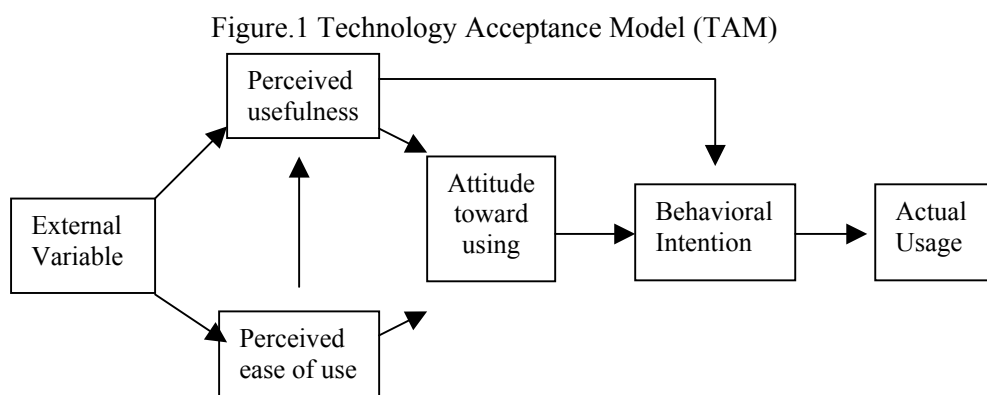 Figure.1 Technology Acceptance Model (TAM)
Perceived
usefulness
External
Variable
Attitude
toward
using
Behavioral
Intention
Actual
Usage
Perceived
ease of use